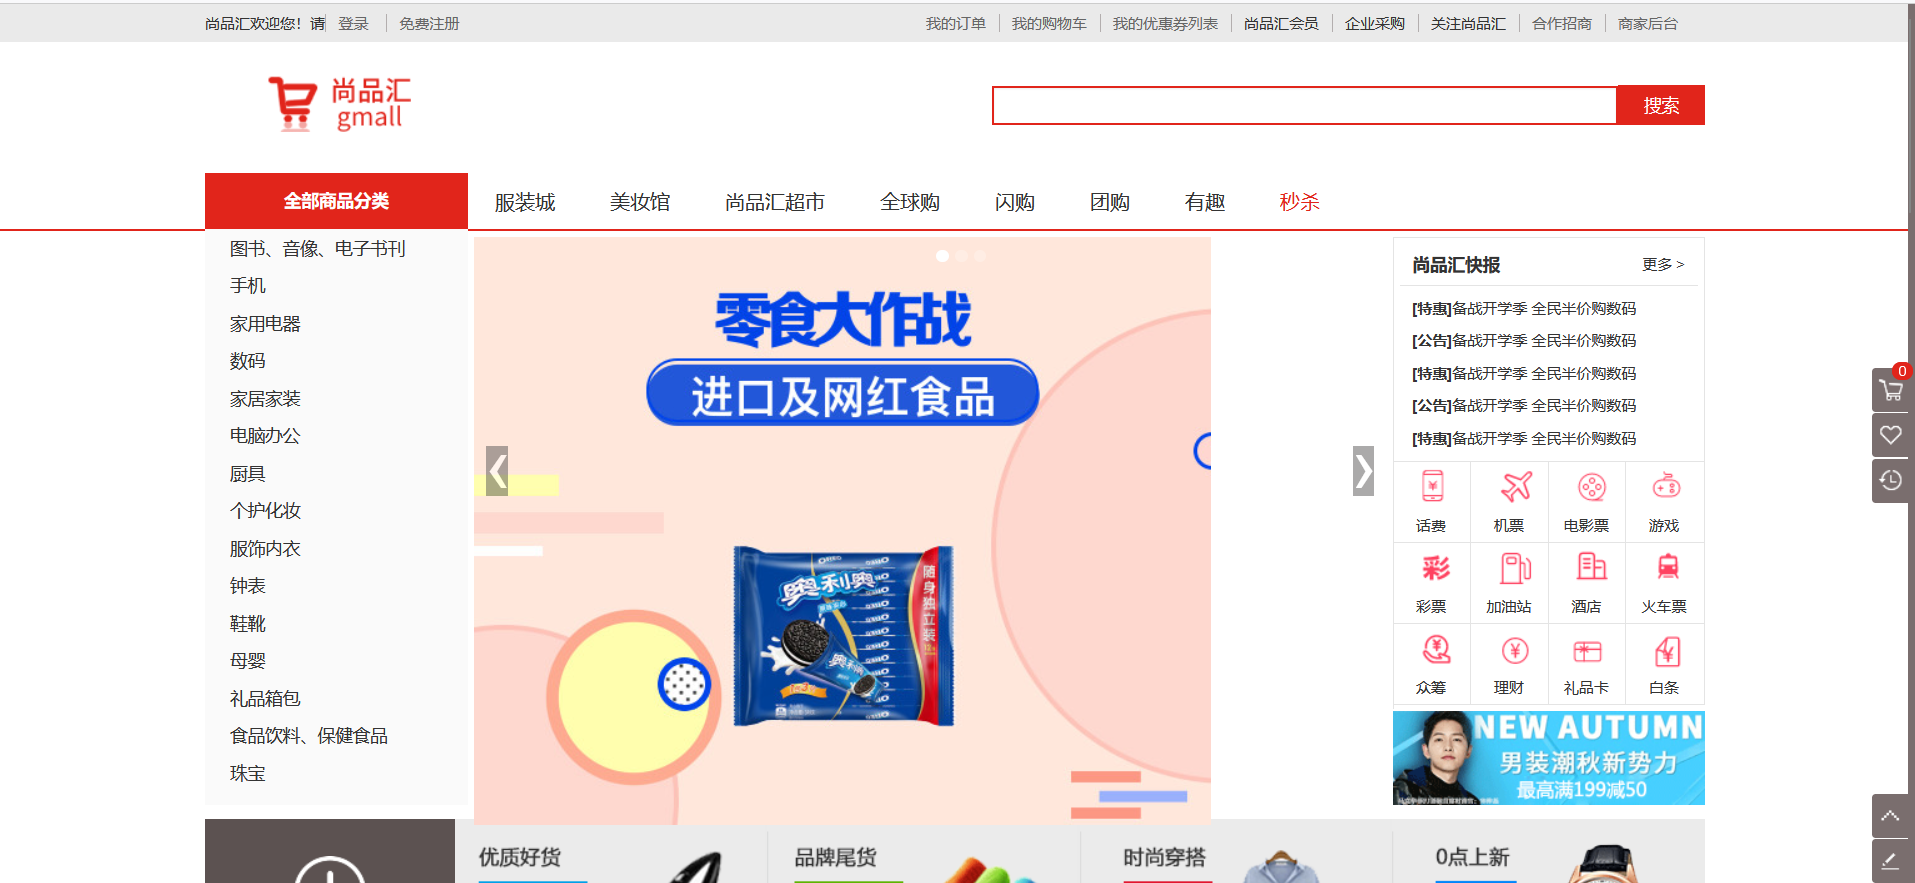 尚品汇欢迎您！请 登录 免费注册
我的订单 我的购物车 我的优惠券列表 尚品汇会员 企业采购 关注尚品汇 合作招商 商家后台
尚品汇
gmall
搜索
全部商品分类 服装城 美妆馆 尚品汇超市 全球购 闪购 团购 有趣 秒杀
图书、音像、电子书刊
手机
家用电器
数码
家居家装
电脑办公
厨具
个护化妆
服饰内衣
钟表
鞋靴
母婴
礼品箱包
食品饮料、保健食品
珠宝
零食大作战
进口及网红食品
奥利奥
随身独立装
尚品汇快报 更多 >
[特惠]备战开学季 全民半价购数码
[公告]备战开学季 全民半价购数码
[特惠]备战开学季 全民半价购数码
[公告]备战开学季 全民半价购数码
[特惠]备战开学季 全民半价购数码
话费 机票 电影票 游戏
彩
彩票 加油站 酒店 火车票
众筹 理财 礼品卡 白条
NEW AUTUMN
男装潮秋新势力
最高满199减50
0
优质好货 品牌尾货 时尚穿搭 0点上新